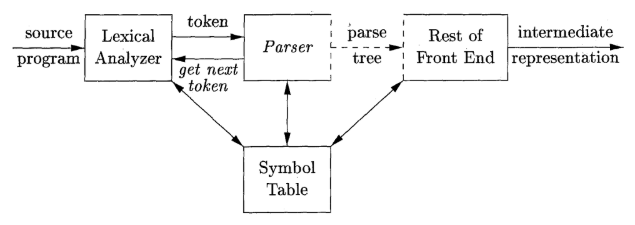 source
program
Lexical
Analyzer
token
get next
token
Parser
parse
tree
Rest of
Front End
intermediate
representation
Symbol
Table